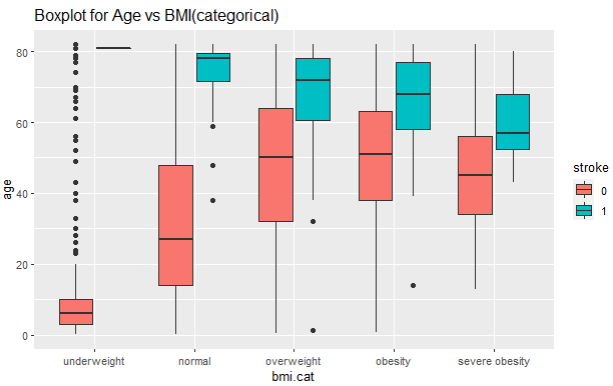 Boxplot for Age vs BMI(categorical)
80
60
40
20
0
age
underweight normal overweight obesity severe obesity
bmi.cat
stroke
0
1